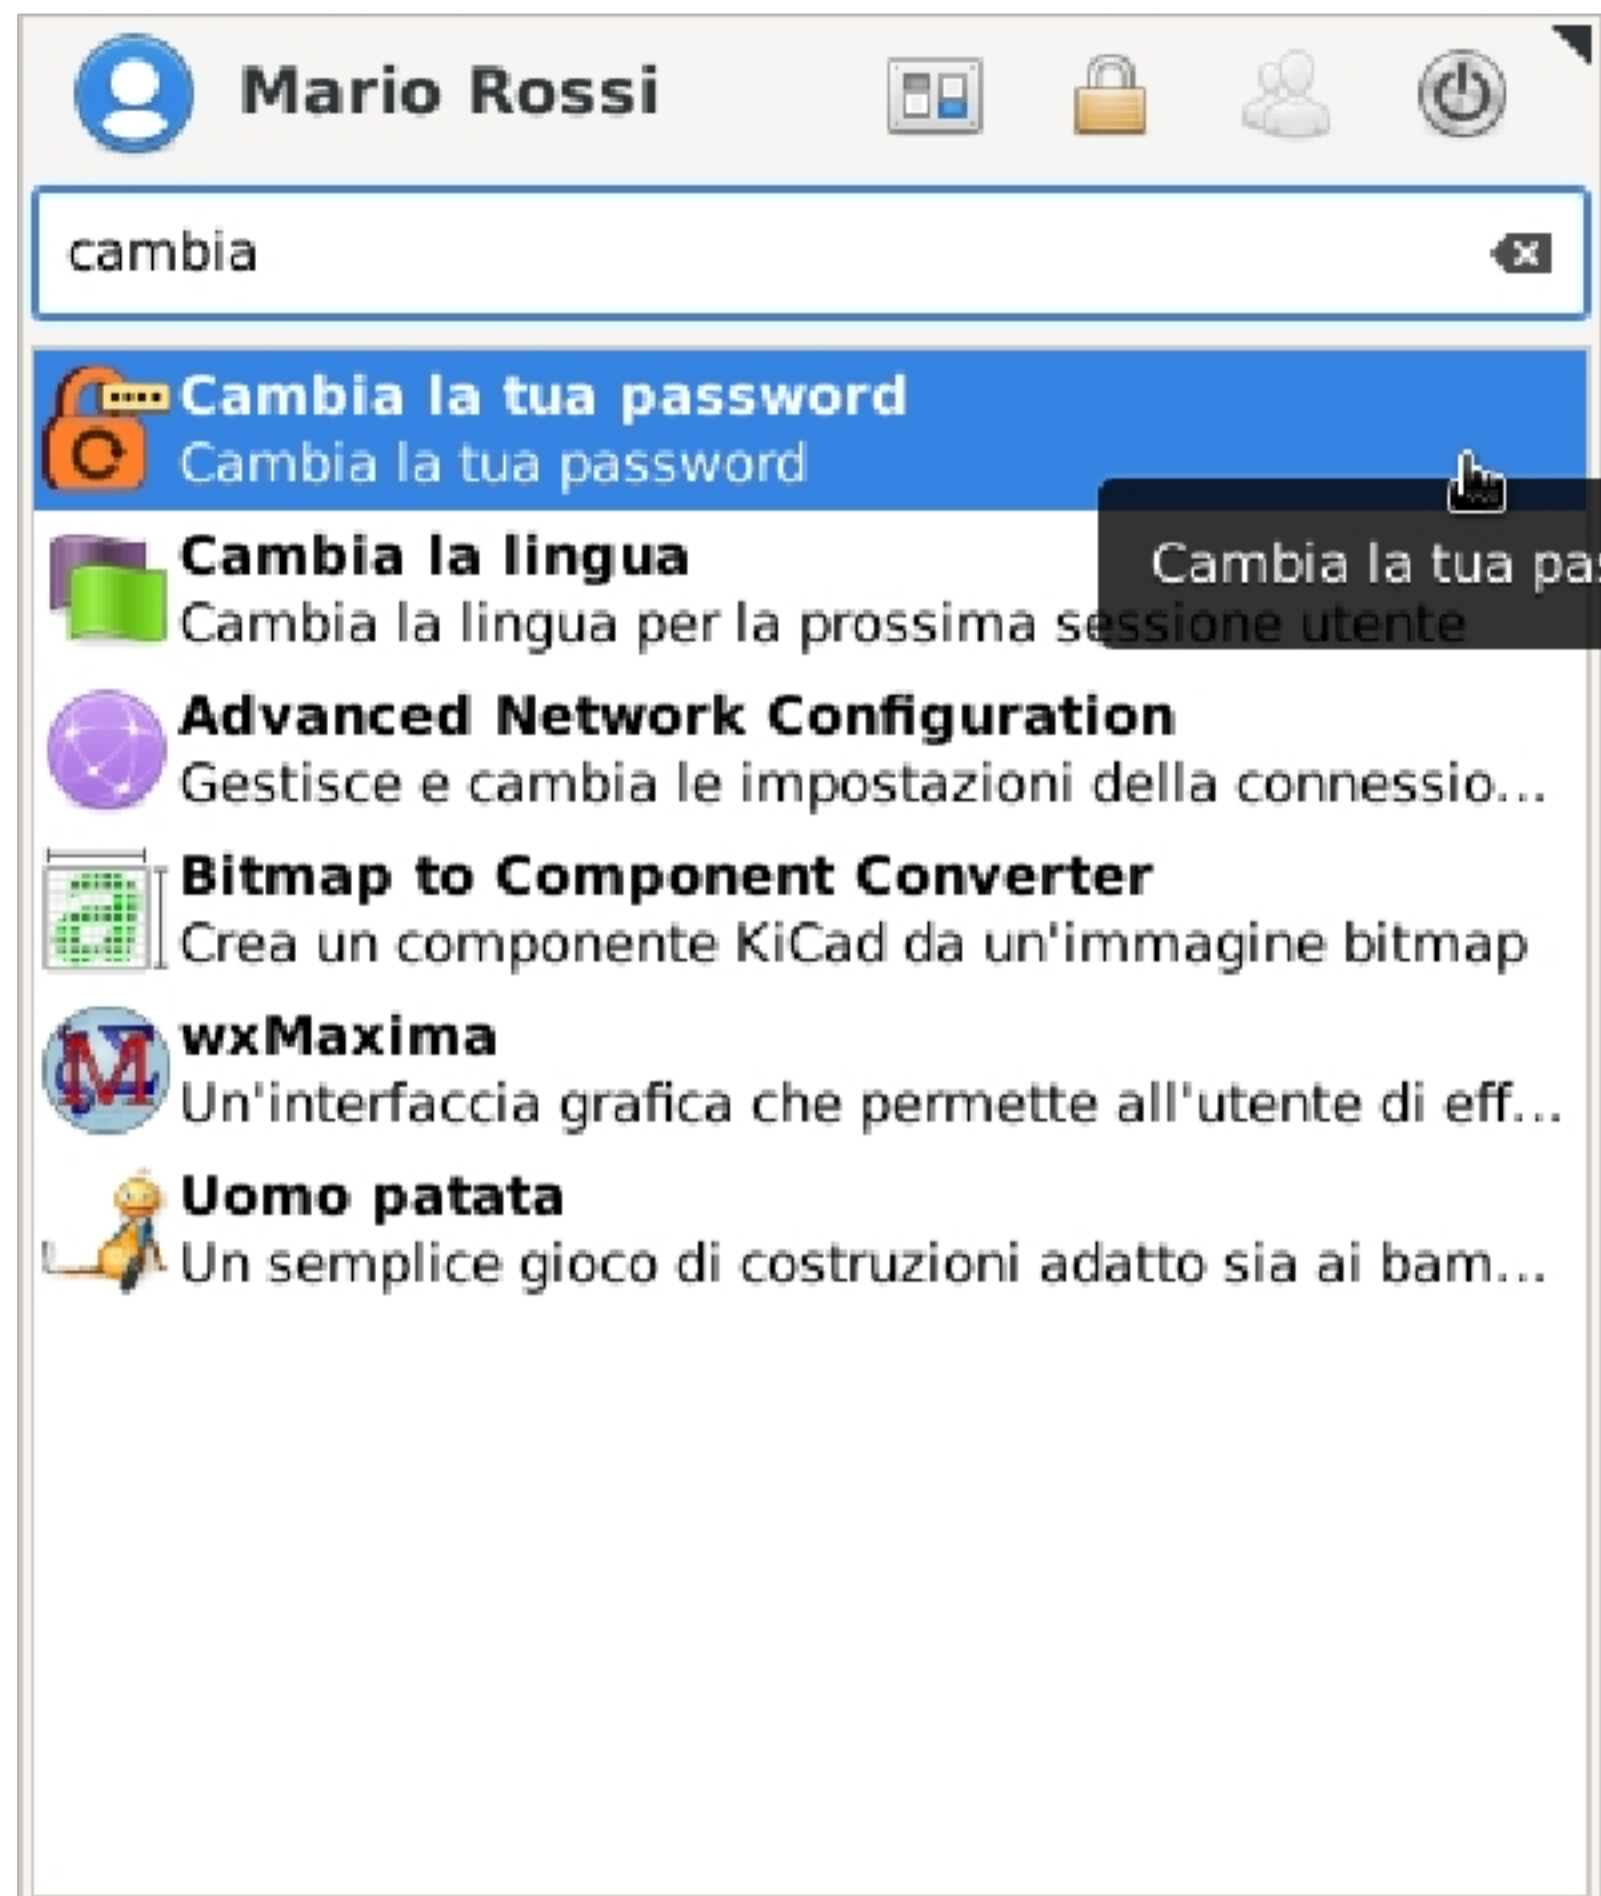 Mario Rossi
cambia
Cambia la tua password
Cambia la tua password
Cambia la tua
Cambia la lingua
Cambia la lingua per la prossima sessione utente
Advanced Network Configuration
Gestisce e cambia le impostazioni della connessio...
Bitmap to Component Converter
Crea un componente KiCad da un'immagine bitmap
wxMaxima
Un'interfaccia grafica che permette all'utente di eff...
Uomo patata
Un semplice gioco di costruzioni adatto sia ai bam...